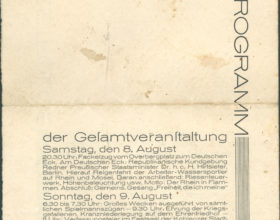 PROGRAMM
der Gesamtveranstaltung
Samstag, den 8. August
20.30 Uhr: Fackelzug vom Overbergplatz zum Deutschen
Eck. Am Deutschen Eck: Republikanische Kundgebung
Redner Preußischer Staatsminister Dr. h. c. H. Hirtsiefer,
Berlin. Hierauf Reigenfahrt der Arbeiter-Wassersportler
auf Rhein und Mosel, daran anschließend: Riesenfeuer-
werk, Höhenbeleuchtung usw. Motto: Der Rhein in Flam-
men. Abschluß: Gemeins. Gesang „Freiheit, die ich meine“
Sonntag, den 9. August
6.30 bis 7.30 Uhr: Großes Wecken, ausgeführt von sämt-
lichen Spielmannszügen — 8.30 Uhr: Ehrung der Kriegs-
gefallenen, Kranzniederlegung auf dem Ehrenfriedhof —